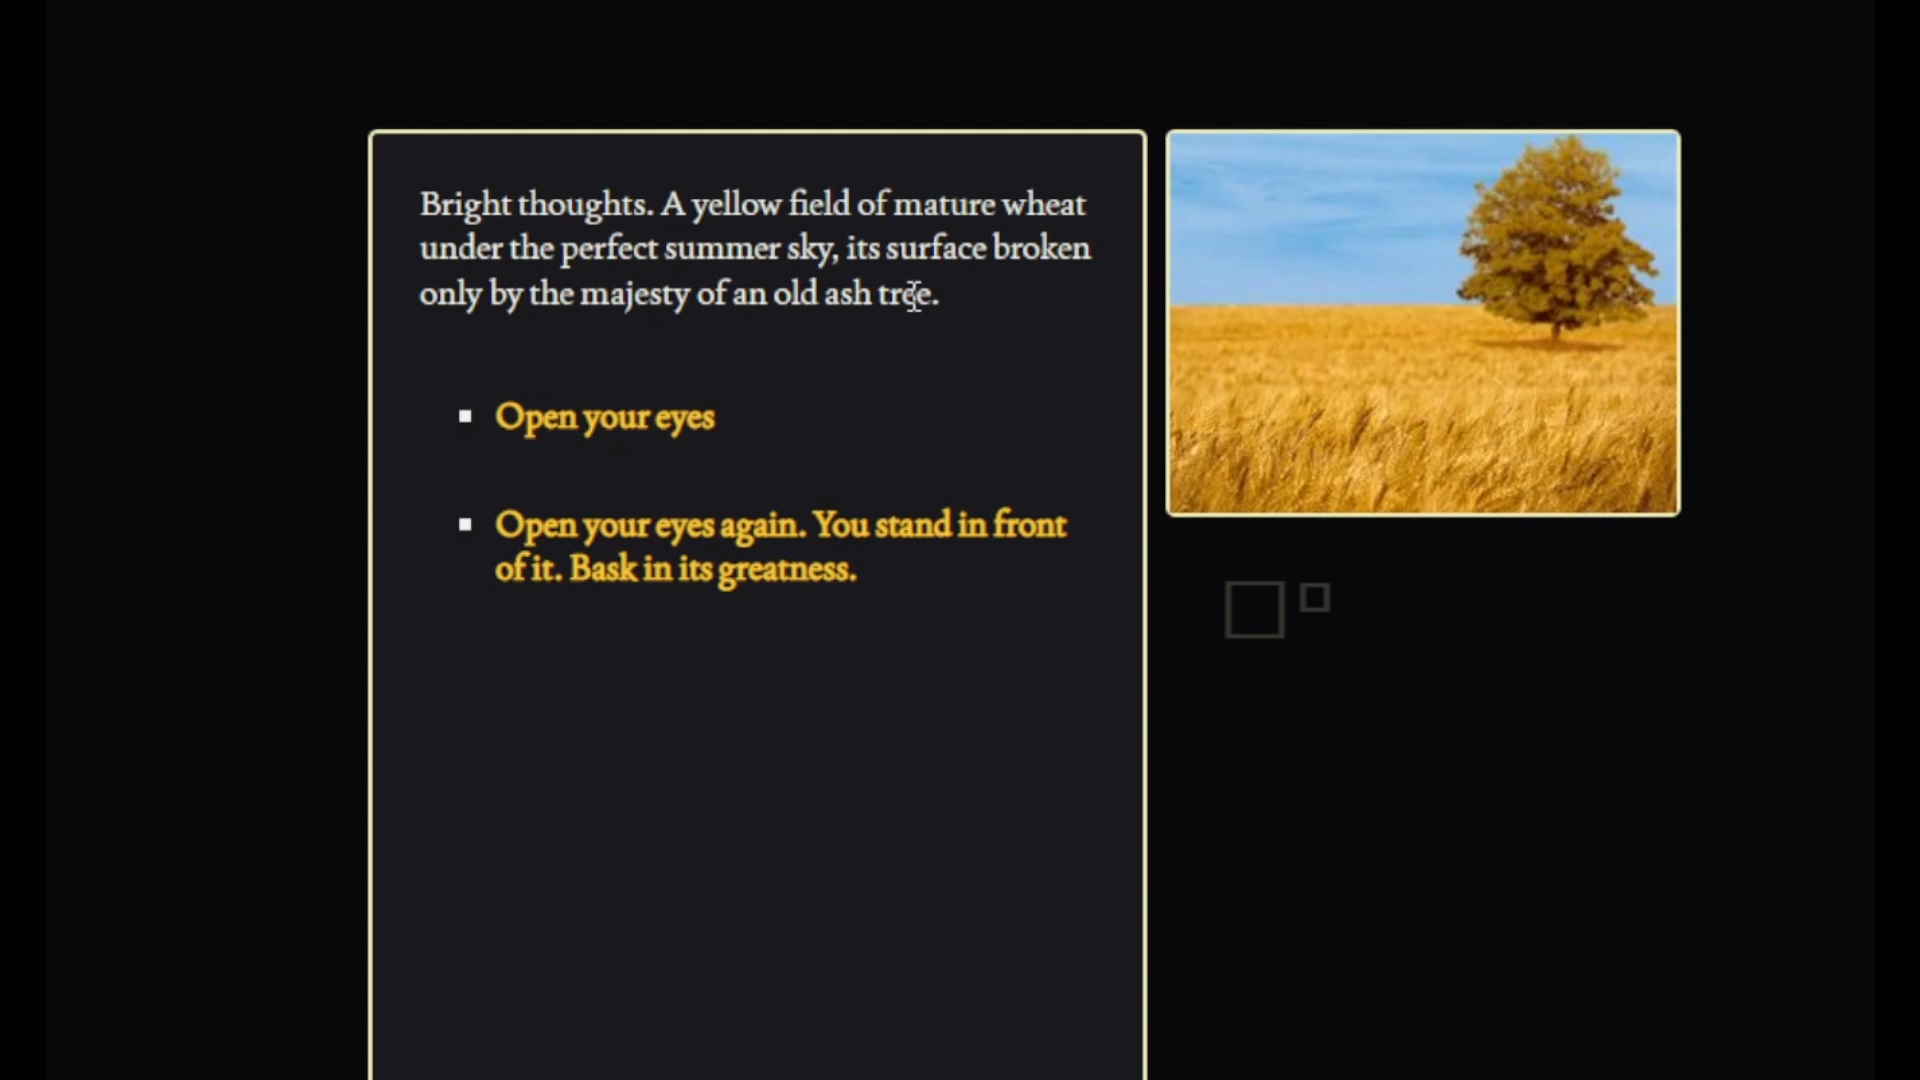 Bright thoughts. A yellow field of mature wheat
under the perfect summer sky, its surface broken
only by the majesty of an old ash tree.
Open your eyes
Open your eyes again. You stand in front
of it. Bask in its greatness.